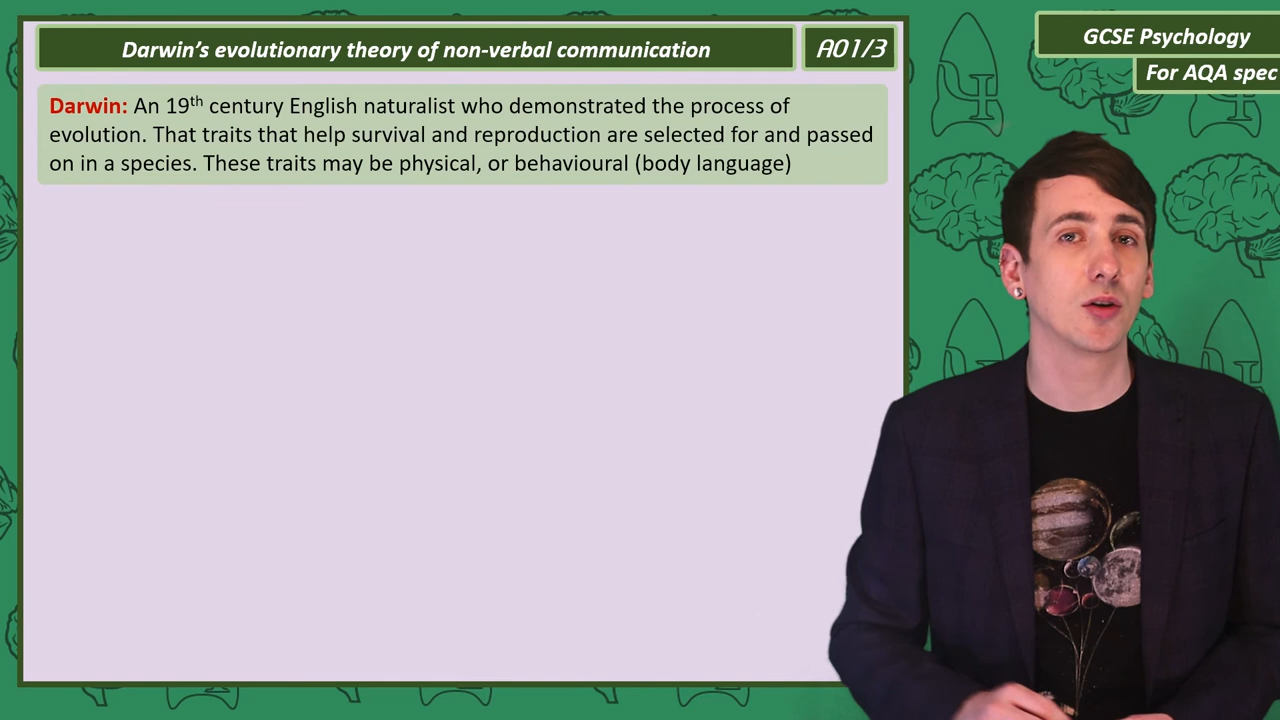 Darwin's evolutionary theory of non-verbal communication
AO1/3
GCSE Psychology
For AQA spec
Darwin: An 19th century English naturalist who demonstrated the process of
evolution. That traits that help survival and reproduction are selected for and passed
on in a species. These traits may be physical, or behavioural (body language)